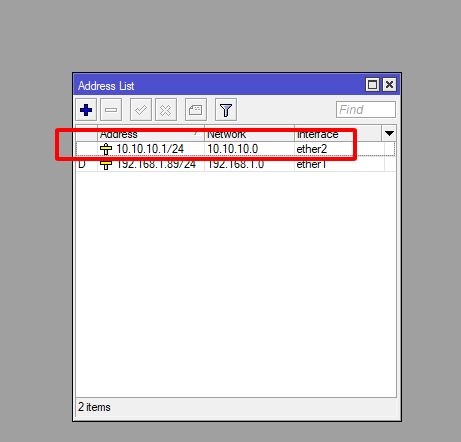 Address List
Find
Address Network Interface
10.10.10.1/24 10.10.10.0 ether2
D 192.168.1.89/24 192.168.1.0 ether1
2 items